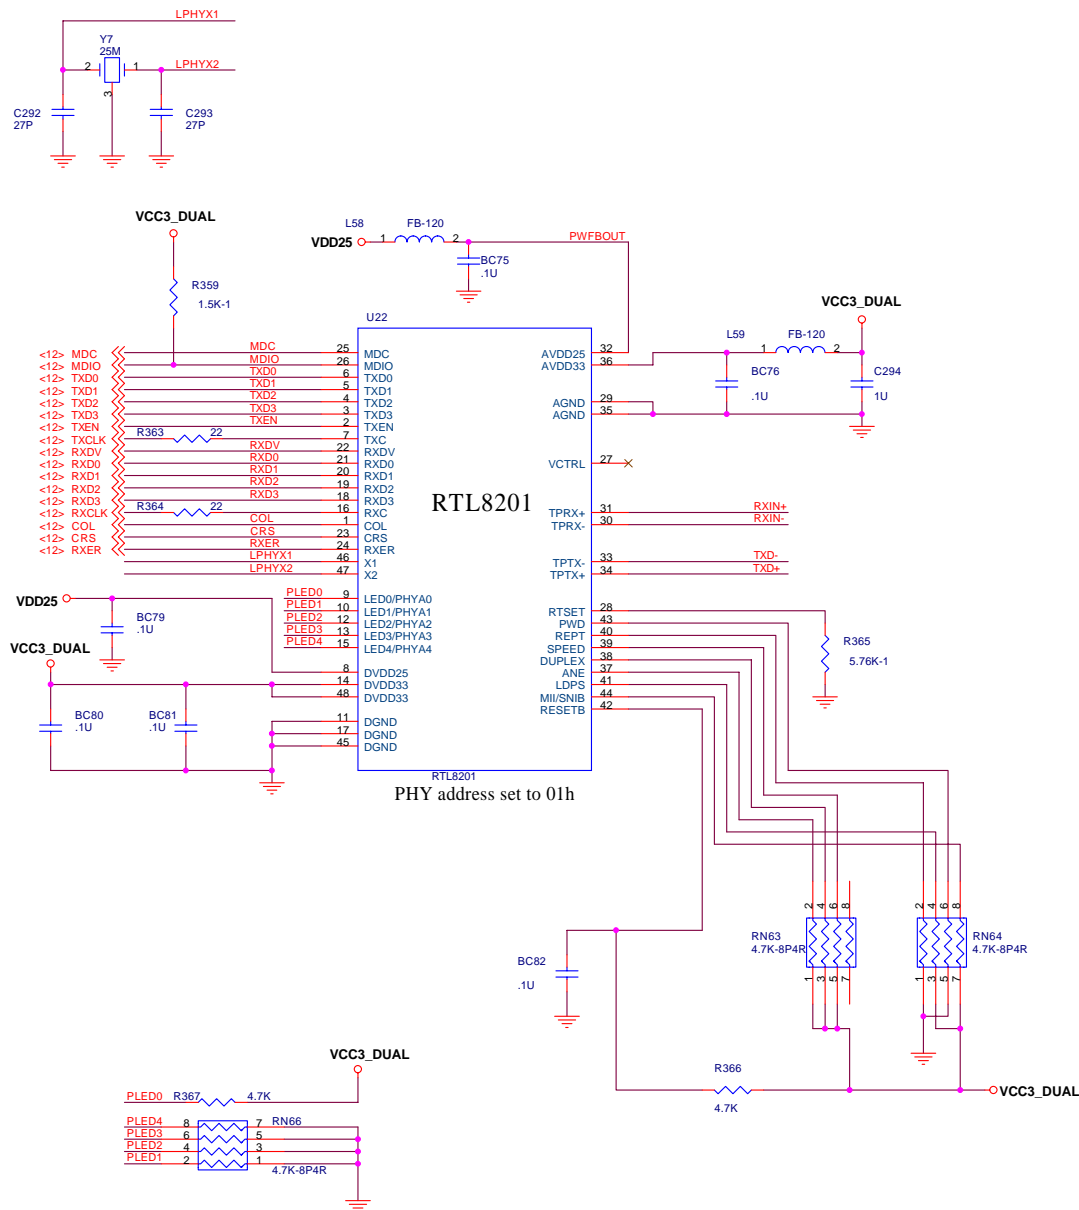 LPHYX1
Y7
25M
2 1 LPHYX2
3
C292
27P
C293
27P
VCC3_DUAL
L58 FB-120
VDD25 1 2 PWFBOUT
BC75
.1U
R359
1.5K-1
VCC3_DUAL
U22
L59 FB-120
1 2
BC76
.1U
C294
1U
<12> MDC MDC 25 MDC
<12> MDIO MDIO 26 MDIO
<12> TXD0 TXD0 6 TXD0
<12> TXD1 TXD1 5 TXD1
<12> TXD2 TXD2 4 TXD2
<12> TXD3 TXD3 3 TXD3
<12> TXEN TXEN 2 TXEN
<12> TXCLK R363 22 7 TXC
<12> RXDV RXDV 22 RXDV
<12> RXD0 RXD0 21 RXD0
<12> RXD1 RXD1 20 RXD1
<12> RXD2 RXD2 19 RXD2
<12> RXD3 RXD3 18 RXD3
<12> RXCLK R364 22 16 RXC
<12> COL COL 1 COL
<12> CRS CRS 23 CRS
<12> RXER RXER 24 RXER
LPHYX1 46 X1
LPHYX2 47 X2
AVDD25 32
AVDD33 36
AGND 29
AGND 35
VCTRL 27
RTL8201
TPRX+ 31 RXIN+
TPRX- 30 RXIN-
TPTX- 33 TXD-
TPTX+ 34 TXD+
PLED0 9 LED0/PHYA0
PLED1 10 LED1/PHYA1
PLED2 12 LED2/PHYA2
PLED3 13 LED3/PHYA3
PLED4 15 LED4/PHYA4
VDD25
BC79
.1U
VCC3_DUAL
8 DVDD25
14 DVDD33
48 DVDD33
BC80
.1U
BC81
.1U
11 DGND
17 DGND
45 DGND
RTSET 28
PWD 43
REPT 40
SPEED 39
DUPLEX 38
ANE 37
LDPS 41
MII/SNIB 44
RESETB 42
R365
5.76K-1
RTL8201
PHY address set to 01h
2 4 6 8
RN63
4.7K-8P4R
1 3 5 7
2 4 6 8
RN64
4.7K-8P4R
1 3 5 7
BC82
.1U
R366
4.7K
VCC3_DUAL
VCC3_DUAL
PLED0 R367 4.7K
PLED4 8 7 RN66
PLED3 6 5
PLED2 4 3
PLED1 2 1 4.7K-8P4R